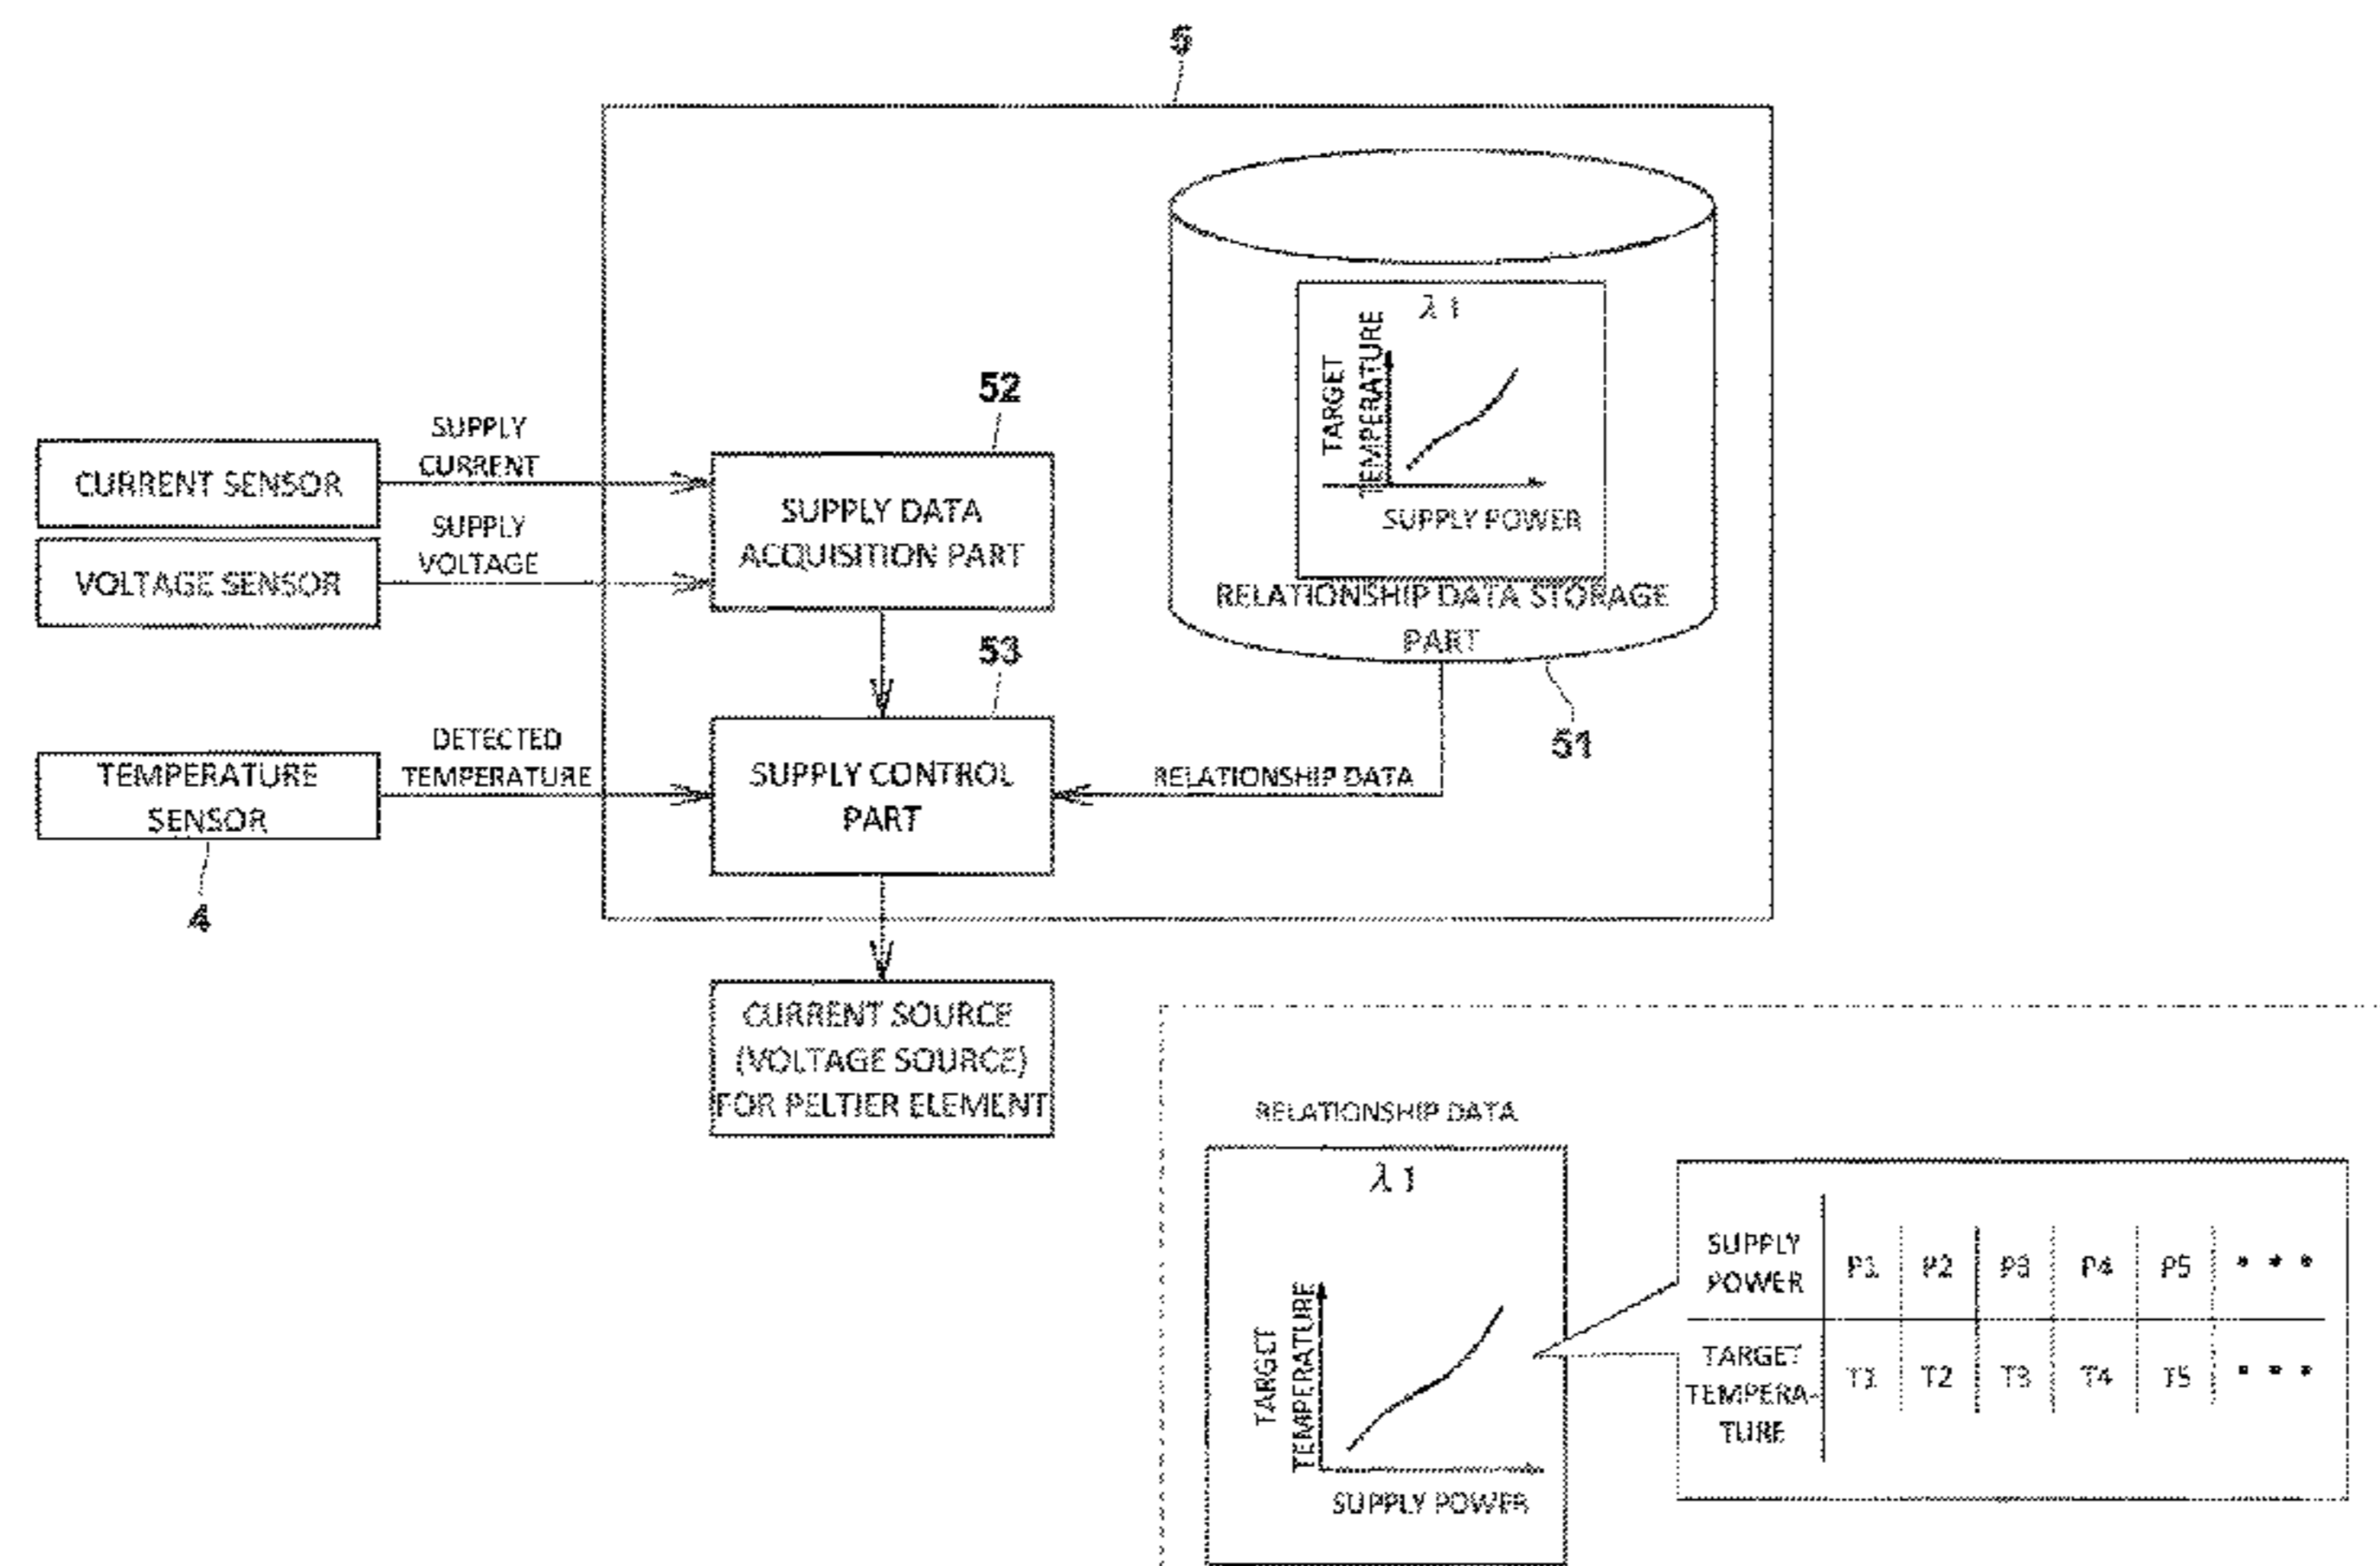 5
52
CURRENT SENSOR
SUPPLY
CURRENT
VOLTAGE SENSOR
SUPPLY
VOLTAGE
SUPPLY DATA
ACQUISITION PART
λ1
TARGET
TEMPERATURE
SUPPLY POWER
RELATIONSHIP DATA STORAGE
PART
51
53
TEMPERATURE
SENSOR
4
DETECTED
TEMPERATURE
SUPPLY CONTROL
PART
RELATIONSHIP DATA
CURRENT SOURCE
(VOLTAGE SOURCE)
FOR PELTIER ELEMENT
RELATIONSHIP DATA
λ1
TARGET
TEMPERATURE
SUPPLY POWER
SUPPLY
POWER
P1 P2 P3 P4 P5 • • •
TARGET
TEMPERA-
TURE
T1 T2 T3 T4 T5 • • •